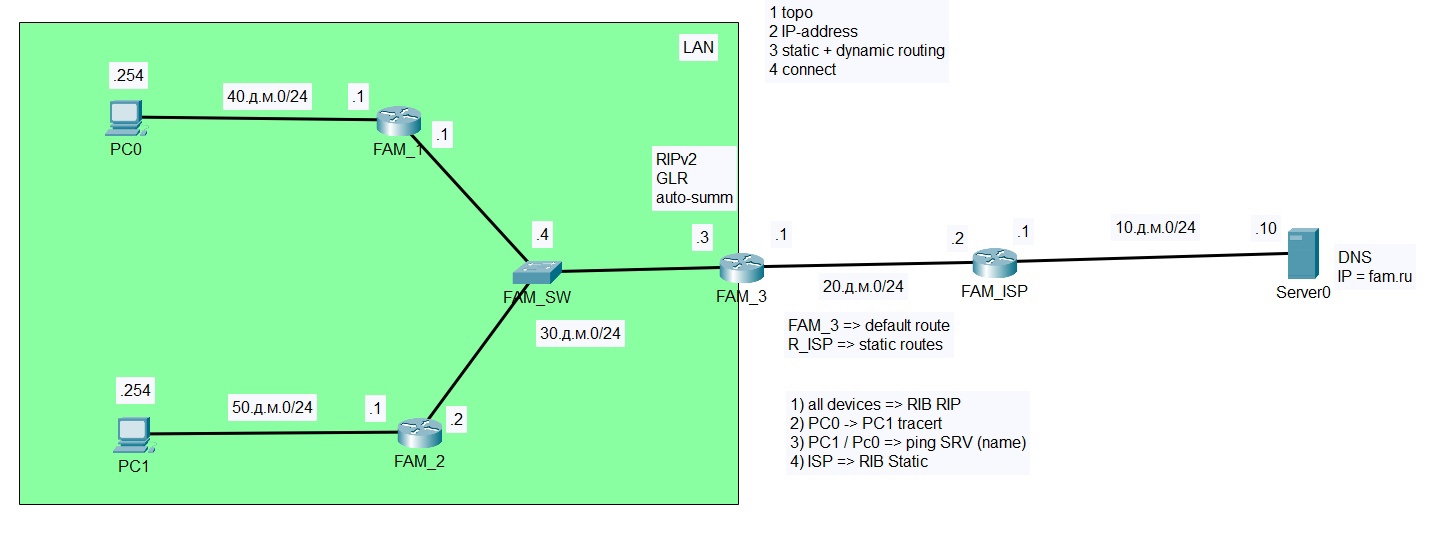 1 topo
2 IP-address
3 static + dynamic routing
4 connect
LAN
.254
40.д.м.0/24
.1
PC0
FAM_1
.1
RIPv2
GLR
auto-summ
.4
.3
.1
.2
.1
10.д.м.0/24
.10
FAM_SW
FAM_3
20.д.м.0/24
FAM_ISP
Server0
DNS
IP = fam.ru
30.д.м.0/24
FAM_3 => default route
R_ISP => static routes
.254
50.д.м.0/24
.1
.2
PC1
FAM_2
1) all devices => RIB RIP
2) PC0 -> PC1 tracert
3) PC1 / Pc0 => ping SRV (name)
4) ISP => RIB Static